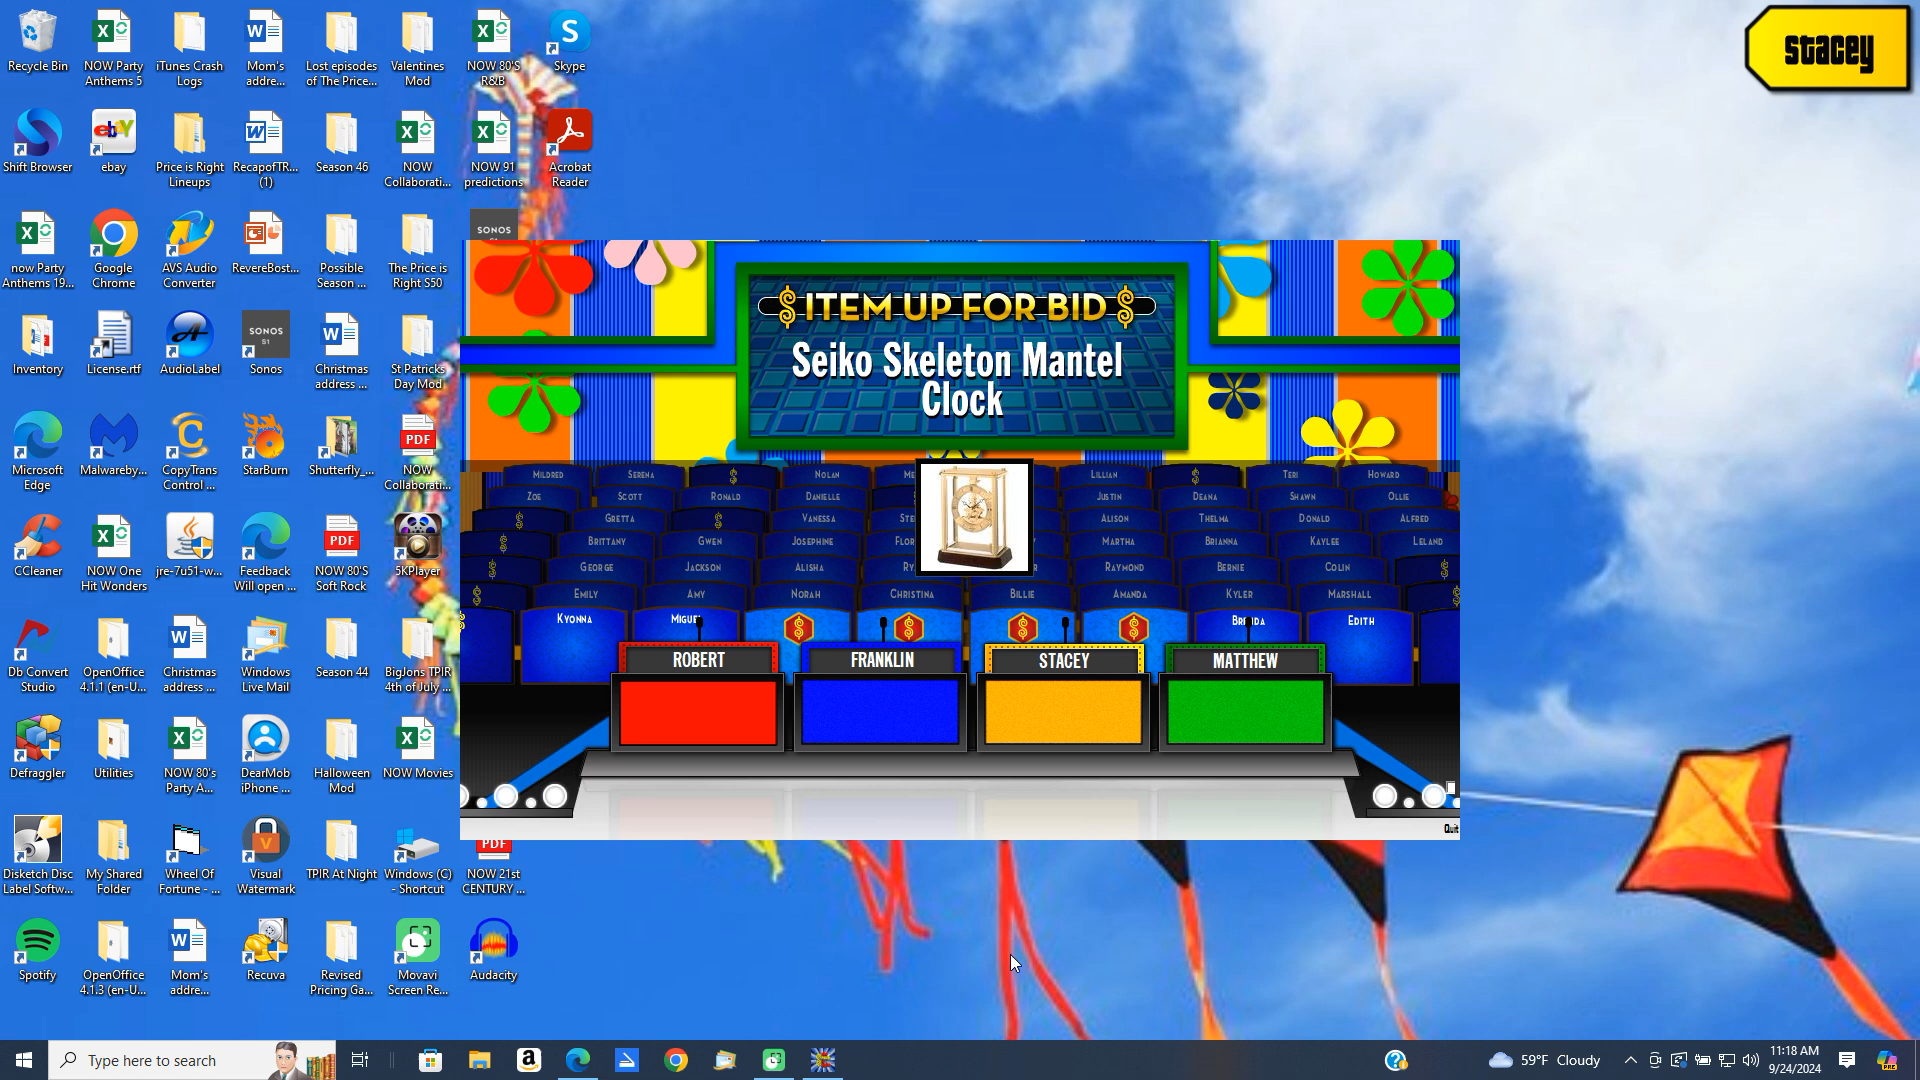 Recycle Bin
NOW Party
Anthems 5
iTunes Crash
Logs
Mom's
addre...
Lost episodes
of The Price...
Valentines
Mod
NOW 80'S
R&B
Skype
stacey
Shift Browser
ebay
Price is Right
Lineups
RecapofTR...
(1)
Season 46
NOW
Collaborati...
NOW 91
predictions
Acrobat
Reader
now Party
Anthems 19...
Google
Chrome
AVS Audio
Converter
RevereBost...
Possible
Season ...
The Price is
Right S50
SONOS
ITEM UP FOR BID
Seiko Skeleton Mantel
Clock
Inventory
License.rtf
AudioLabel
SONOS
S1
Sonos
Christmas
address ...
St Patricks
Day Mod
Microsoft
Edge
Malwareby...
CopyTrans
Control ...
StarBurn
Shutterfly_...
PDF
NOW
Collaborati...
MILDRED SERENA NOLAN LILLIAN TERI HOWARD
ZOE SCOTT RONALD DANIELLE JUSTIN DEANA SHAWN OLLIE
GRETTA VANESSA ALISON THELMA DONALD ALFRED
BRITTANY GWEN JOSEPHINE MARTHA BRIANNA KAYLEE LELAND
GEORGE JACKSON ALISHA RAYMOND BERNIE COLIN
EMILY AMY NORAH CHRISTINA BILLIE AMANDA KYLER MARSHALL
KYONNA MIGUEL BRENDA EDITH
ROBERT FRANKLIN STACEY MATTHEW
Quit
CCleaner
NOW One
Hit Wonders
jre-7u51-w...
Feedback
Will open ...
PDF
NOW 80'S
Soft Rock
5KPlayer
Db Convert
Studio
OpenOffice
4.1.1 (en-U...
Christmas
address ...
Windows
Live Mail
Season 44
BigJons TPIR
4th of July ...
Defraggler
Utilities
NOW 80's
Party A...
DearMob
iPhone ...
Halloween
Mod
NOW Movies
Disketch Disc
Label Softw...
My Shared
Folder
Wheel Of
Fortune - ...
Visual
Watermark
TPIR At Night
Windows (C)
- Shortcut
PDF
NOW 21st
CENTURY ...
Spotify
OpenOffice
4.1.3 (en-U...
Mom's
addre...
Recuva
Revised
Pricing Ga...
Movavi
Screen Re...
Audacity
Type here to search
59°F Cloudy
11:18 AM
9/24/2024